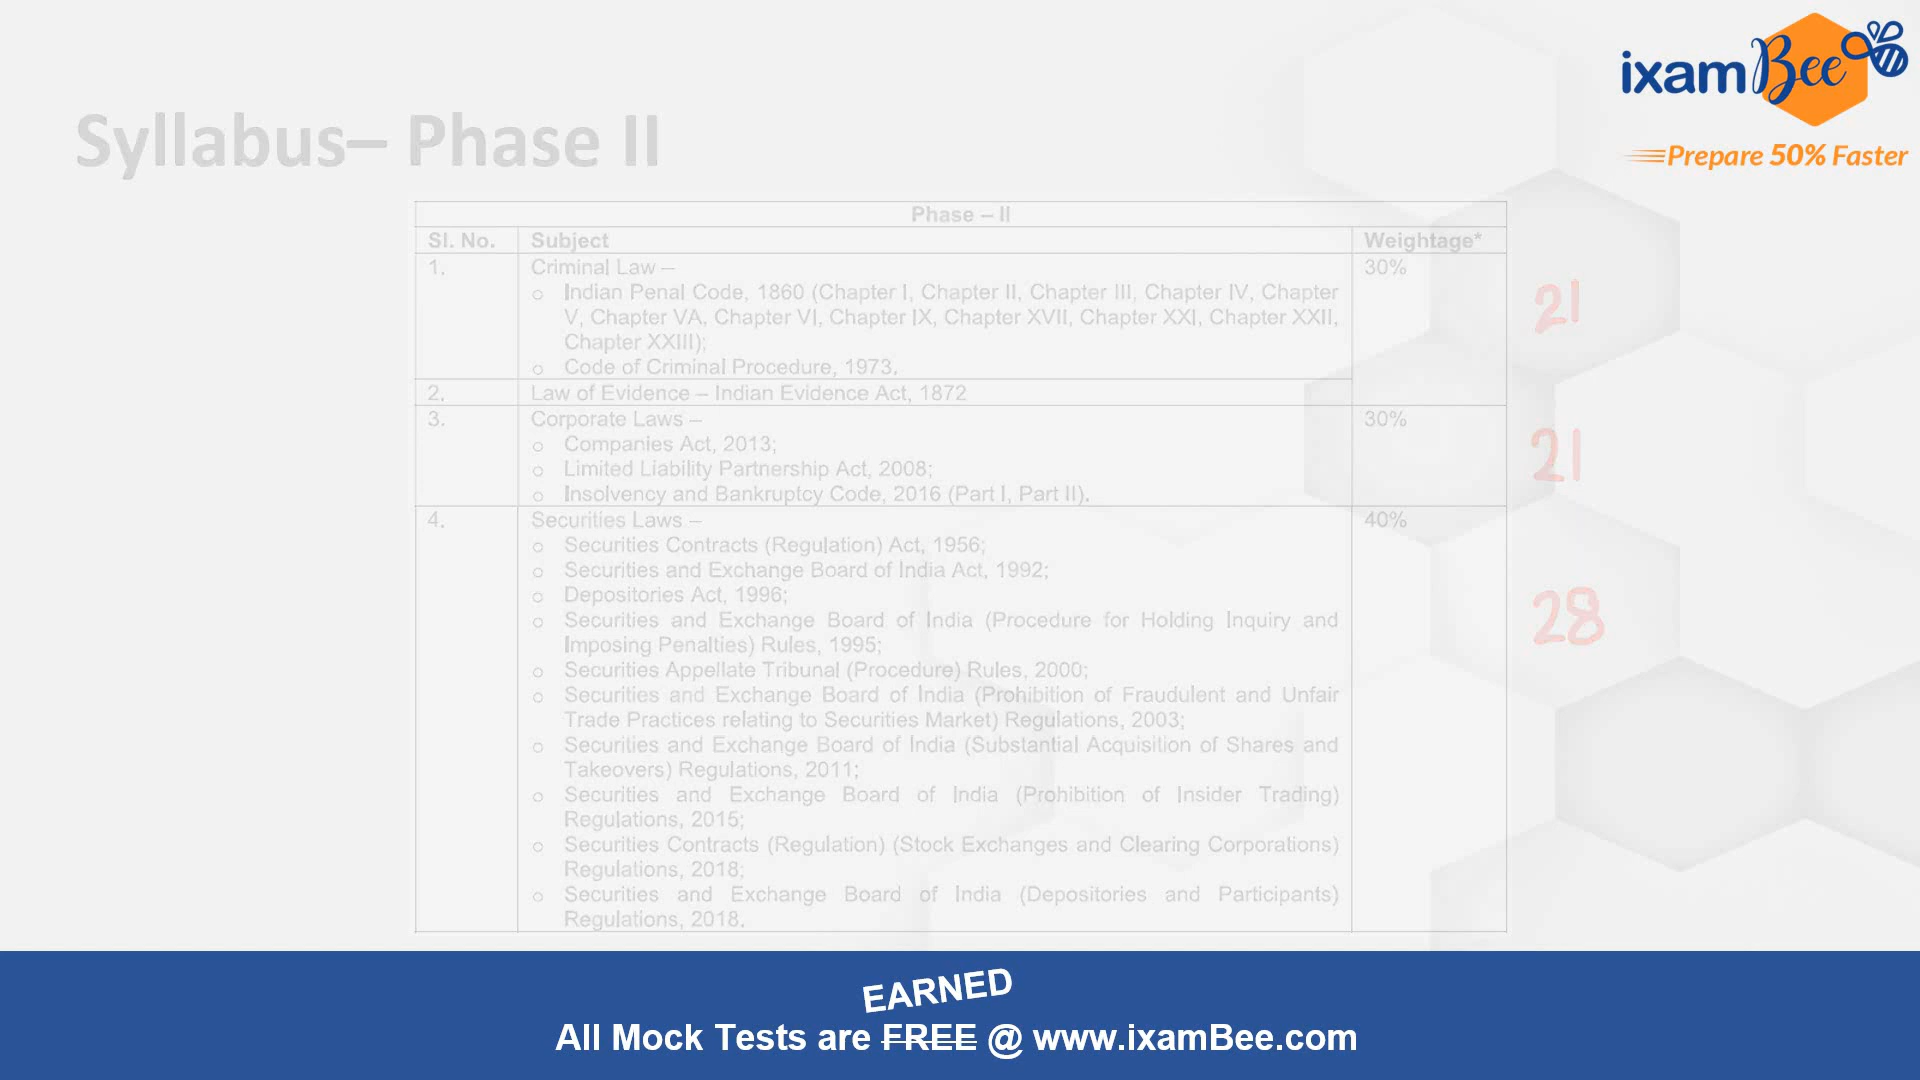 ixamBee
Prepare 50% Faster
Syllabus– Phase II
Phase – II
Sl. No. Subject Weightage*
1. Criminal Law – 30%
o Indian Penal Code, 1860 (Chapter I, Chapter II, Chapter III, Chapter IV, Chapter
V, Chapter VA, Chapter VI, Chapter IX, Chapter XVII, Chapter XXI, Chapter XXII,
Chapter XXIII);
21
o Code of Criminal Procedure, 1973.
2. Law of Evidence – Indian Evidence Act, 1872
3. Corporate Laws – 30%
o Companies Act, 2013;
21
o Limited Liability Partnership Act, 2008;
o Insolvency and Bankruptcy Code, 2016 (Part I, Part II).
4. Securities Laws – 40%
o Securities Contracts (Regulation) Act, 1956;
o Securities and Exchange Board of India Act, 1992;
o Depositories Act, 1996;
28
o Securities and Exchange Board of India (Procedure for Holding Inquiry and
Imposing Penalties) Rules, 1995;
o Securities Appellate Tribunal (Procedure) Rules, 2000;
o Securities and Exchange Board of India (Prohibition of Fraudulent and Unfair
Trade Practices relating to Securities Market) Regulations, 2003;
o Securities and Exchange Board of India (Substantial Acquisition of Shares and
Takeovers) Regulations, 2011;
o Securities and Exchange Board of India (Prohibition of Insider Trading)
Regulations, 2015;
o Securities Contracts (Regulation) (Stock Exchanges and Clearing Corporations)
Regulations, 2018;
o Securities and Exchange Board of India (Depositories and Participants)
Regulations, 2018.
EARNED
All Mock Tests are FREE @ www.ixamBee.com